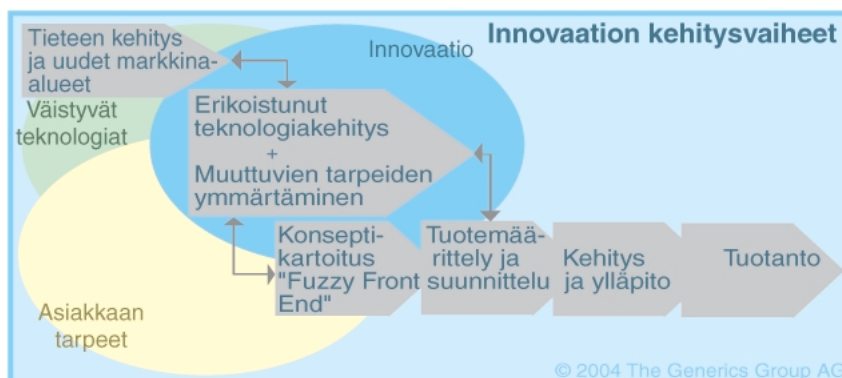 Innovaation kehitysvaiheet
Tieteen kehitys
ja uudet markkina-
alueet
Innovaatio
Väistyvät
teknologiat
Erikoistunut
teknologiakehitys
+
Muuttuvien tarpeiden
ymmärtäminen
Konsepti-
kartoitus
"Fuzzy Front
End"
Tuotemää-
rittely ja
suunnittelu
Kehitys
ja ylläpito
Tuotanto
Asiakkaan
tarpeet
© 2004 The Generics Group AG